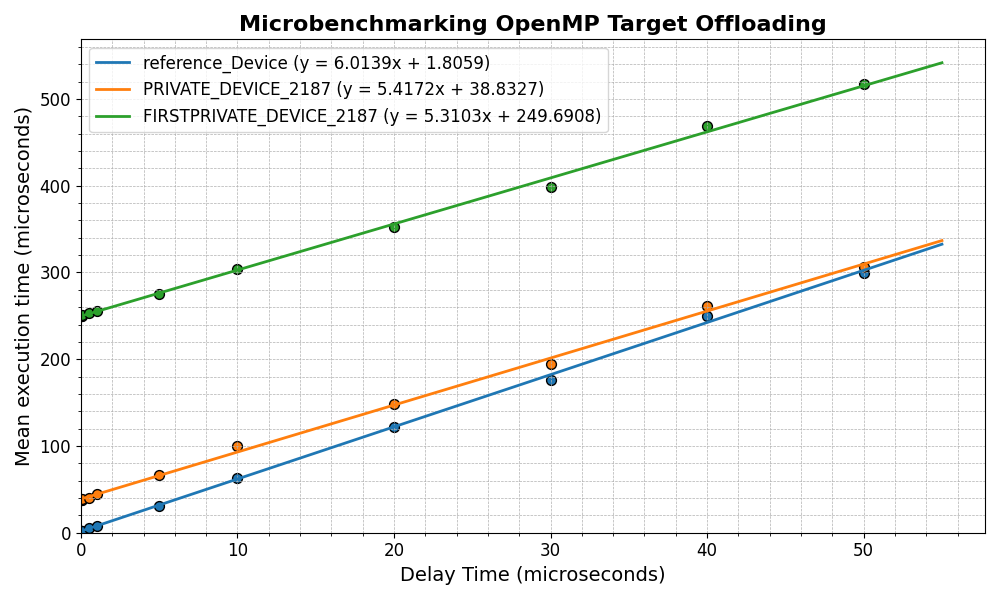 Microbenchmarking OpenMP Target Offloading
reference_Device (y = 6.0139x + 1.8059)
PRIVATE_DEVICE_2187 (y = 5.4172x + 38.8327)
FIRSTPRIVATE_DEVICE_2187 (y = 5.3103x + 249.6908)
Mean execution time (microseconds)
500
400
300
200
100
0
0 10 20 30 40 50
Delay Time (microseconds)